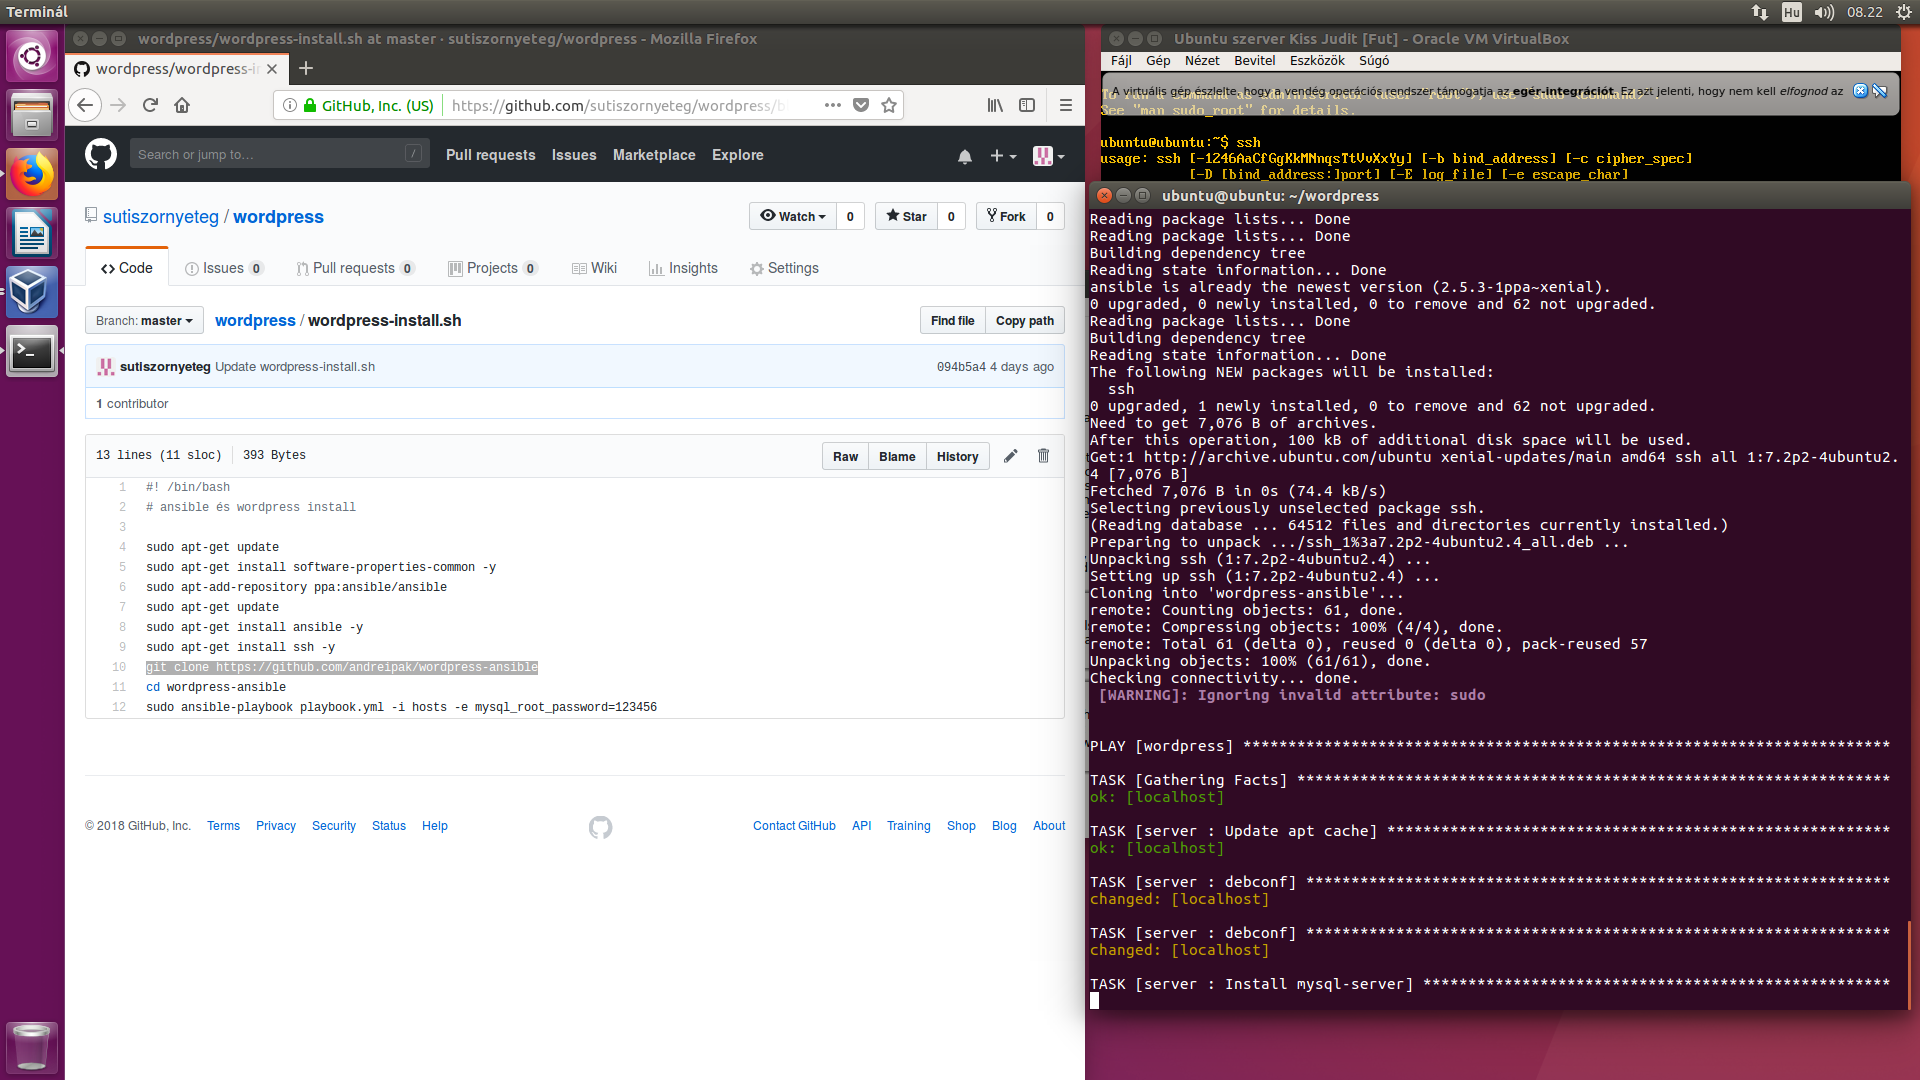 Terminál
Hu
08.22
wordpress/wordpress-install.sh at master · sutiszornyeteg/wordpress - Mozilla Firefox
wordpress/wordpress-i
GitHub, Inc. (US)
https://github.com/sutiszornyeteg/wordpress/b
Search or jump to…
/
Pull requests
Issues
Marketplace
Explore
sutiszornyeteg / wordpress
Watch 0
Star 0
Fork 0
Code
Issues 0
Pull requests 0
Projects 0
Wiki
Insights
Settings
Branch: master
wordpress / wordpress-install.sh
Find file
Copy path
sutiszornyeteg Update wordpress-install.sh
094b5a4 4 days ago
1 contributor
13 lines (11 sloc) 393 Bytes
Raw
Blame
History
1 #! /bin/bash
2 # ansible és wordpress install
3
4 sudo apt-get update
5 sudo apt-get install software-properties-common -y
6 sudo apt-add-repository ppa:ansible/ansible
7 sudo apt-get update
8 sudo apt-get install ansible -y
9 sudo apt-get install ssh -y
10 git clone https://github.com/andreipak/wordpress-ansible
11 cd wordpress-ansible
12 sudo ansible-playbook playbook.yml -i hosts -e mysql_root_password=123456
© 2018 GitHub, Inc.
Terms
Privacy
Security
Status
Help
Contact GitHub
API
Training
Shop
Blog
About
Ubuntu szerver Kiss Judit [Fut] - Oracle VM VirtualBox
Fájl
Gép
Nézet
Bevitel
Eszközök
Súgó
A virtuális gép észlelte, hogy a vendég operációs rendszer támogatja az egér-integrációt. Ez azt jelenti, hogy nem kell elfognod az
See "man sudo_root" for details.
ubuntu@ubuntu:~$ ssh
usage: ssh [-1246AaCfGgKkMNnqsTtVvXxYy] [-b bind_address] [-c cipher_spec]
[-D [bind_address:]port] [-E log_file] [-e escape_char]
ubuntu@ubuntu: ~/wordpress
Reading package lists... Done
Reading package lists... Done
Building dependency tree
Reading state information... Done
ansible is already the newest version (2.5.3-1ppa~xenial).
0 upgraded, 0 newly installed, 0 to remove and 62 not upgraded.
Reading package lists... Done
Building dependency tree
Reading state information... Done
The following NEW packages will be installed:
ssh
0 upgraded, 1 newly installed, 0 to remove and 62 not upgraded.
Need to get 7,076 B of archives.
After this operation, 100 kB of additional disk space will be used.
Get:1 http://archive.ubuntu.com/ubuntu xenial-updates/main amd64 ssh all 1:7.2p2-4ubuntu2.
4 [7,076 B]
Fetched 7,076 B in 0s (74.4 kB/s)
Selecting previously unselected package ssh.
(Reading database ... 64512 files and directories currently installed.)
Preparing to unpack .../ssh_1%3a7.2p2-4ubuntu2.4_all.deb ...
Unpacking ssh (1:7.2p2-4ubuntu2.4) ...
Setting up ssh (1:7.2p2-4ubuntu2.4) ...
Cloning into 'wordpress-ansible'...
remote: Counting objects: 61, done.
remote: Compressing objects: 100% (4/4), done.
remote: Total 61 (delta 0), reused 0 (delta 0), pack-reused 57
Unpacking objects: 100% (61/61), done.
Checking connectivity... done.
[WARNING]: Ignoring invalid attribute: sudo
PLAY [wordpress] ************************************************************************
TASK [Gathering Facts] ******************************************************************
ok: [localhost]
TASK [server : Update apt cache] ********************************************************
ok: [localhost]
TASK [server : debconf] *****************************************************************
changed: [localhost]
TASK [server : debconf] *****************************************************************
changed: [localhost]
TASK [server : Install mysql-server] ****************************************************